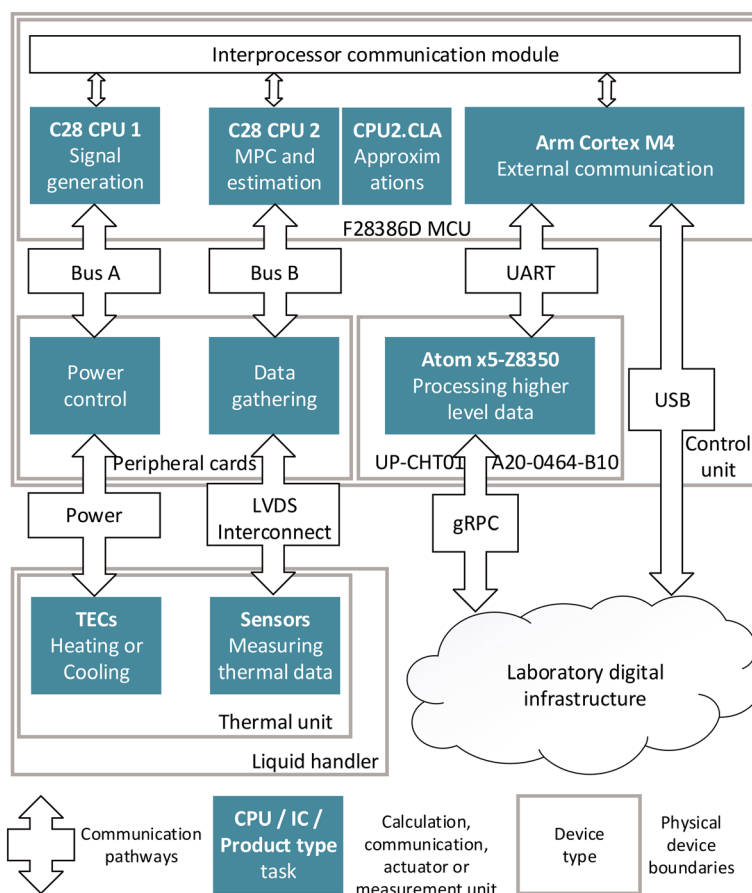 Interprocessor communication module
C28 CPU 1
Signal
generation
C28 CPU 2
MPC and
estimation
CPU2.CLA
Approxim
ations
Arm Cortex M4
External communication
F28386D MCU
Bus A
Bus B
UART
Power
control
Data
gathering
Atom x5-Z8350
Processing higher
level data
USB
Peripheral cards
UP-CHT01
A20-0464-B10
Control
unit
Power
LVDS
Interconnect
gRPC
TECs
Heating or
Cooling
Sensors
Measuring
thermal data
Laboratory digital
infrastructure
Thermal unit
Liquid handler
Communication
pathways
CPU / IC /
Product type
task
Calculation,
communication,
actuator or
measurement unit
Device
type
Physical
device
boundaries